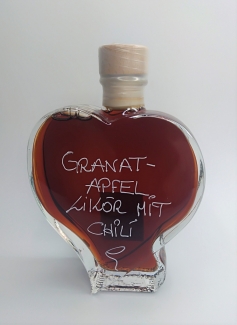 GRANAT-
APFEL
LIKÖR MIT
CHILI